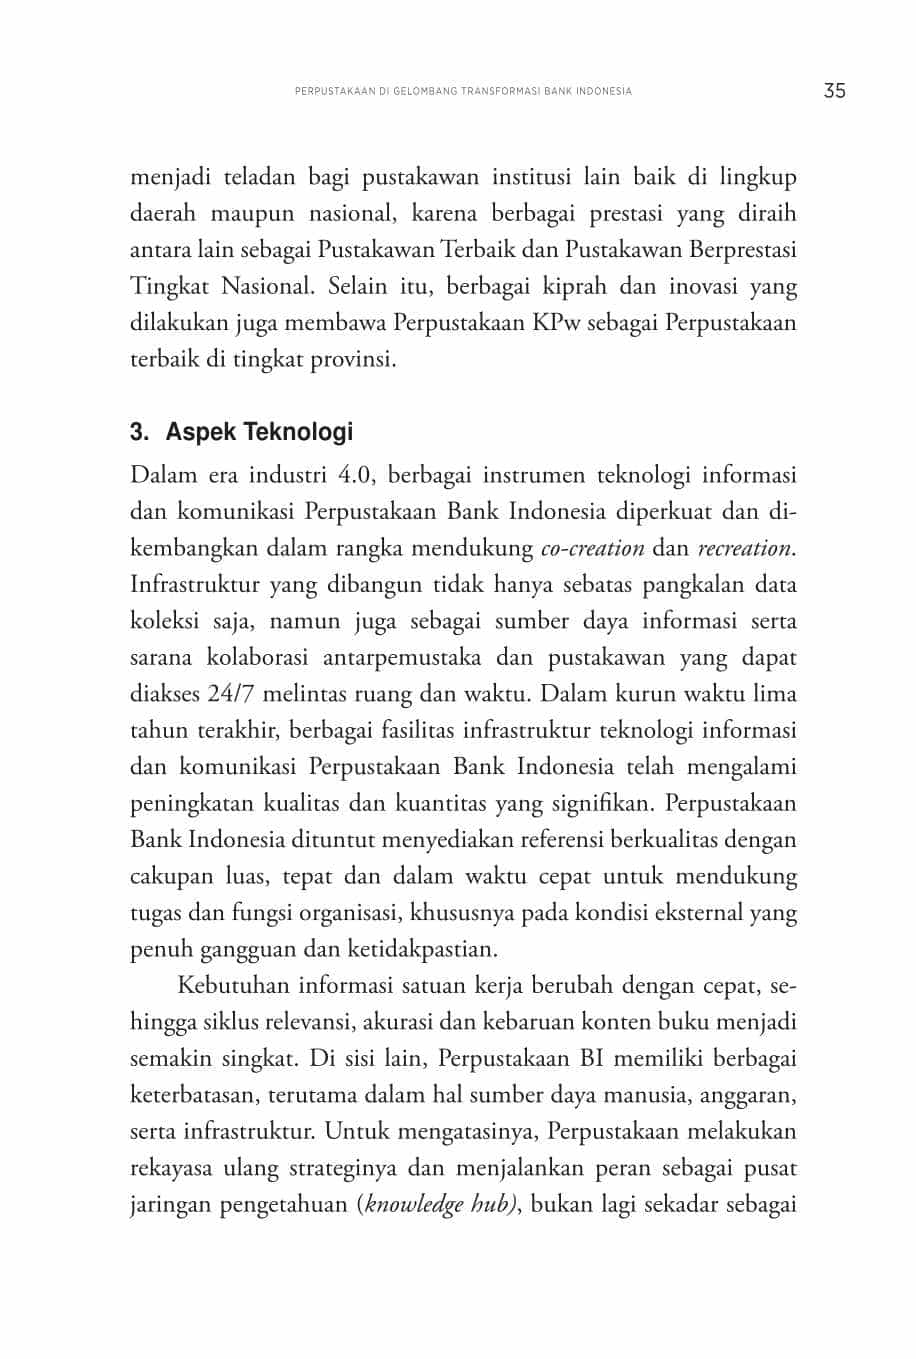 PERPUSTAKAAN DI GELOMBANG TRANSFORMASI BANK INDONESIA 35
menjadi teladan bagi pustakawan institusi lain baik di lingkup
daerah maupun nasional, karena berbagai prestasi yang diraih
antara lain sebagai Pustakawan Terbaik dan Pustakawan Berprestasi
Tingkat Nasional. Selain itu, berbagai kiprah dan inovasi yang
dilakukan juga membawa Perpustakaan KPw sebagai Perpustakaan
terbaik di tingkat provinsi.
3. Aspek Teknologi
Dalam era industri 4.0, berbagai instrumen teknologi informasi
dan komunikasi Perpustakaan Bank Indonesia diperkuat dan di-
kembangkan dalam rangka mendukung co-creation dan recreation.
Infrastruktur yang dibangun tidak hanya sebatas pangkalan data
koleksi saja, namun juga sebagai sumber daya informasi serta
sarana kolaborasi antarpemustaka dan pustakawan yang dapat
diakses 24/7 melintas ruang dan waktu. Dalam kurun waktu lima
tahun terakhir, berbagai fasilitas infrastruktur teknologi informasi
dan komunikasi Perpustakaan Bank Indonesia telah mengalami
peningkatan kualitas dan kuantitas yang signifikan. Perpustakaan
Bank Indonesia dituntut menyediakan referensi berkualitas dengan
cakupan luas, tepat dan dalam waktu cepat untuk mendukung
tugas dan fungsi organisasi, khususnya pada kondisi eksternal yang
penuh gangguan dan ketidakpastian.
Kebutuhan informasi satuan kerja berubah dengan cepat, se-
hingga siklus relevansi, akurasi dan kebaruan konten buku menjadi
semakin singkat. Di sisi lain, Perpustakaan BI memiliki berbagai
keterbatasan, terutama dalam hal sumber daya manusia, anggaran,
serta infrastruktur. Untuk mengatasinya, Perpustakaan melakukan
rekayasa ulang strateginya dan menjalankan peran sebagai pusat
jaringan pengetahuan (knowledge hub), bukan lagi sekadar sebagai